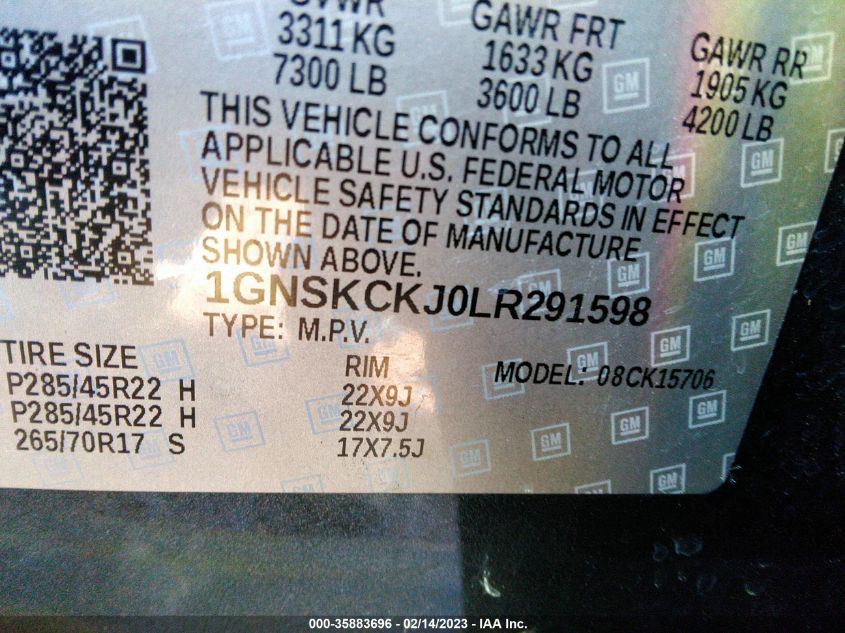 GVWR GAWR FRT GAWR RR
3311 KG 1633 KG 1905 KG
7300 LB 3600 LB 4200 LB
THIS VEHICLE CONFORMS TO ALL
APPLICABLE U.S. FEDERAL MOTOR
VEHICLE SAFETY STANDARDS IN EFFECT
ON THE DATE OF MANUFACTURE
SHOWN ABOVE.
1GNSKCKJ0LR291598
TYPE: M.P.V.
MODEL: 08CK15706
TIRE SIZE RIM
P285/45R22 H 22X9J
P285/45R22 H 22X9J
265/70R17 S 17X7.5J
GM
000-35883696 - 02/14/2023 - IAA Inc.